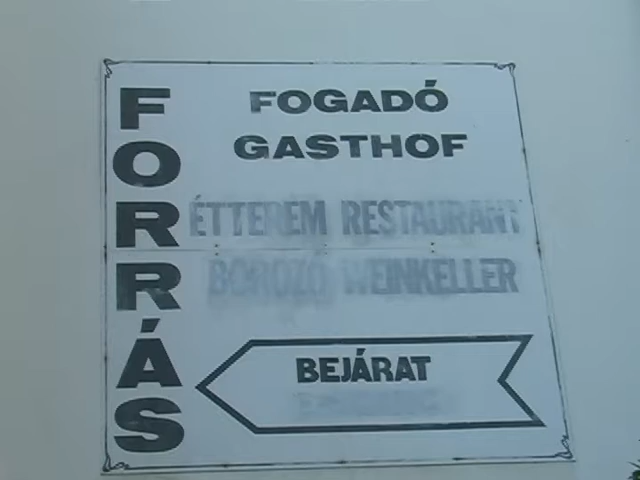 FORRÁS
FOGADÓ
GASTHOF
ÉTTEREM RESTAURANT
BOROZÓ WEINKELLER
BEJÁRAT